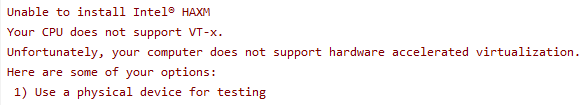 Unable to install Intel® HAXM
Your CPU does not support VT-x.
Unfortunately, your computer does not support hardware accelerated virtualization.
Here are some of your options:
1) Use a physical device for testing